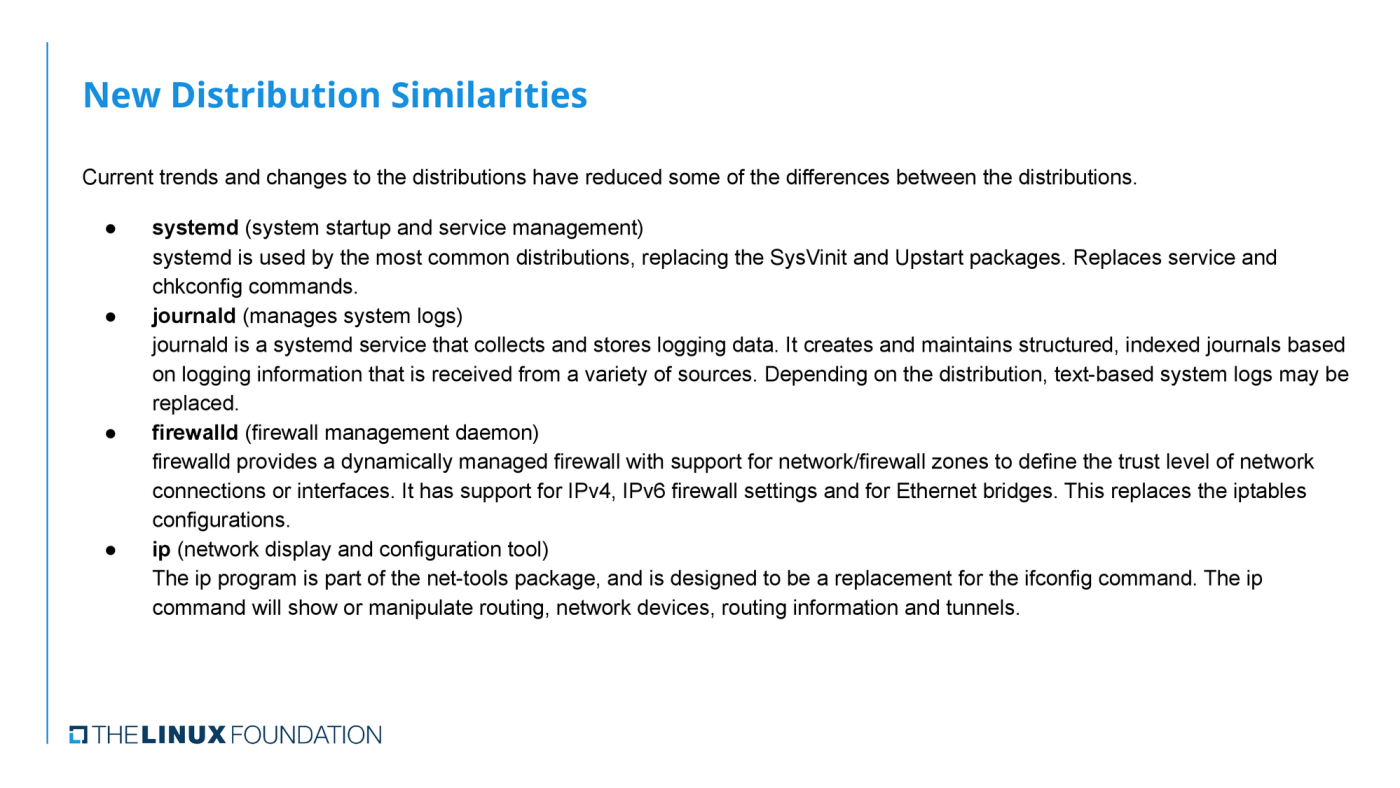 New Distribution Similarities
Current trends and changes to the distributions have reduced some of the differences between the distributions.
● systemd (system startup and service management)
systemd is used by the most common distributions, replacing the SysVinit and Upstart packages. Replaces service and
chkconfig commands.
● journald (manages system logs)
journald is a systemd service that collects and stores logging data. It creates and maintains structured, indexed journals based
on logging information that is received from a variety of sources. Depending on the distribution, text-based system logs may be
replaced.
● firewalld (firewall management daemon)
firewalld provides a dynamically managed firewall with support for network/firewall zones to define the trust level of network
connections or interfaces. It has support for IPv4, IPv6 firewall settings and for Ethernet bridges. This replaces the iptables
configurations.
● ip (network display and configuration tool)
The ip program is part of the net-tools package, and is designed to be a replacement for the ifconfig command. The ip
command will show or manipulate routing, network devices, routing information and tunnels.
THE LINUX FOUNDATION